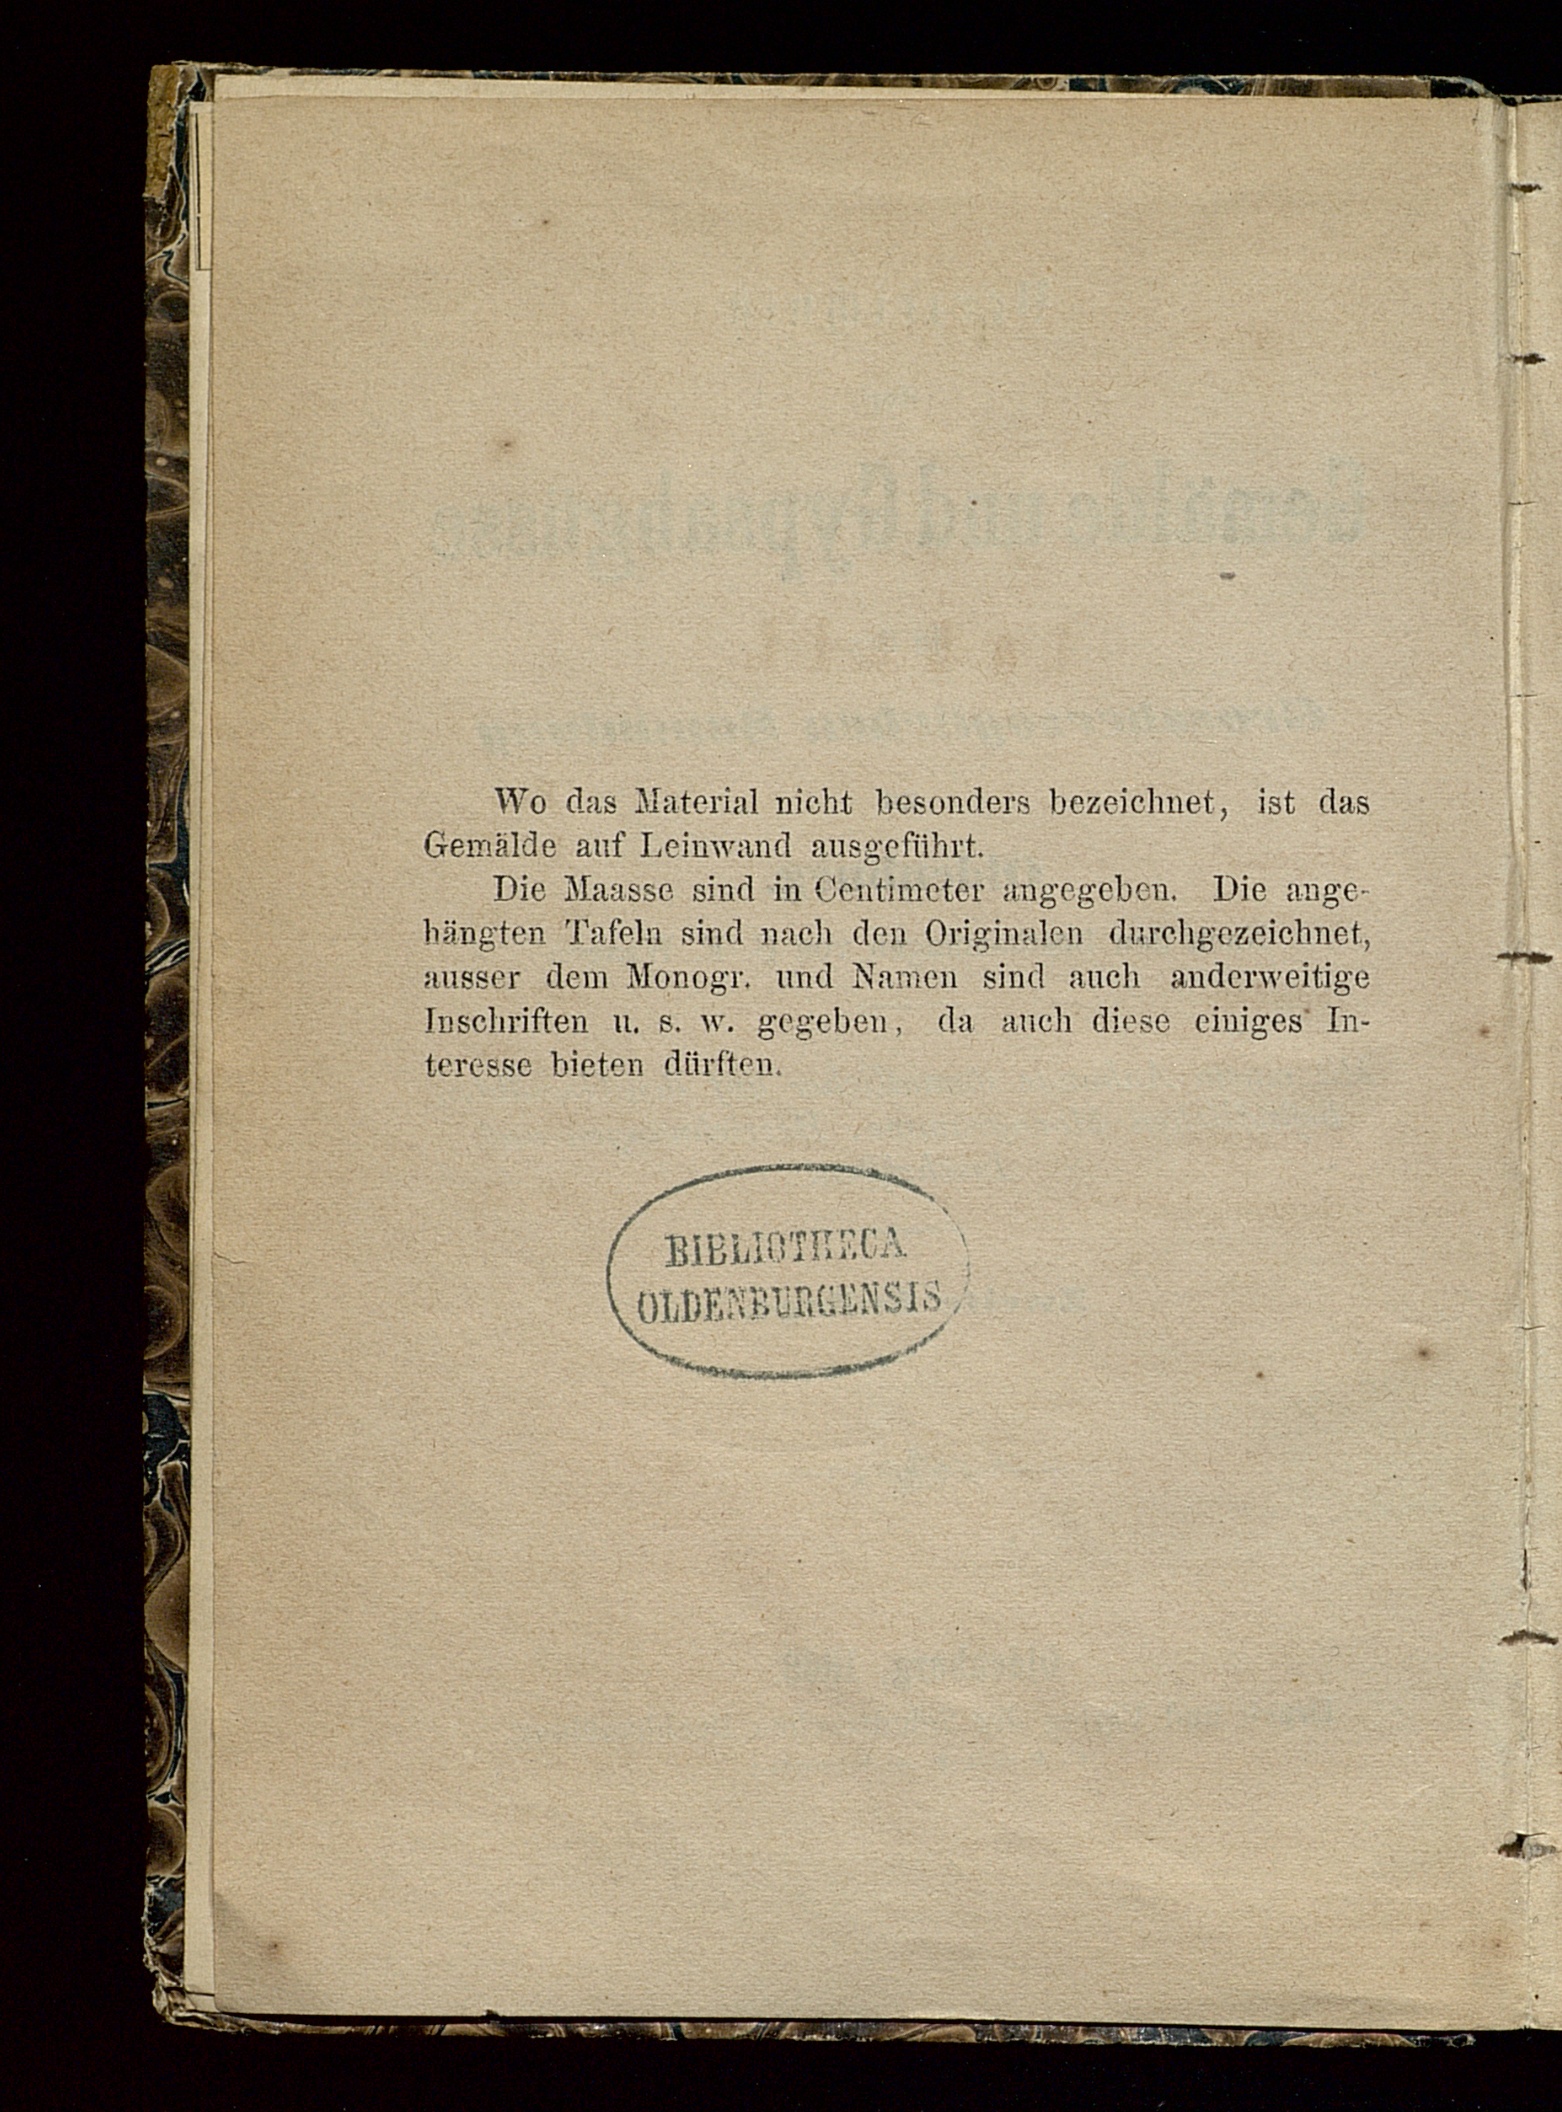 Wo das Material nicht besonders bezeichnet, ist das
Gemälde auf Leinwand ausgeführt.
Die Maasse sind in Centimeter angegeben. Die ange-
hängten Tafeln sind nach den Originalen durchgezeichnet,
ausser dem Monogr. und Namen sind auch anderweitige
Inschriften u. s. w. gegeben, da auch diese einiges In-
teresse bieten dürften.
BIBLIOTHECA
OLDENBURGENSIS